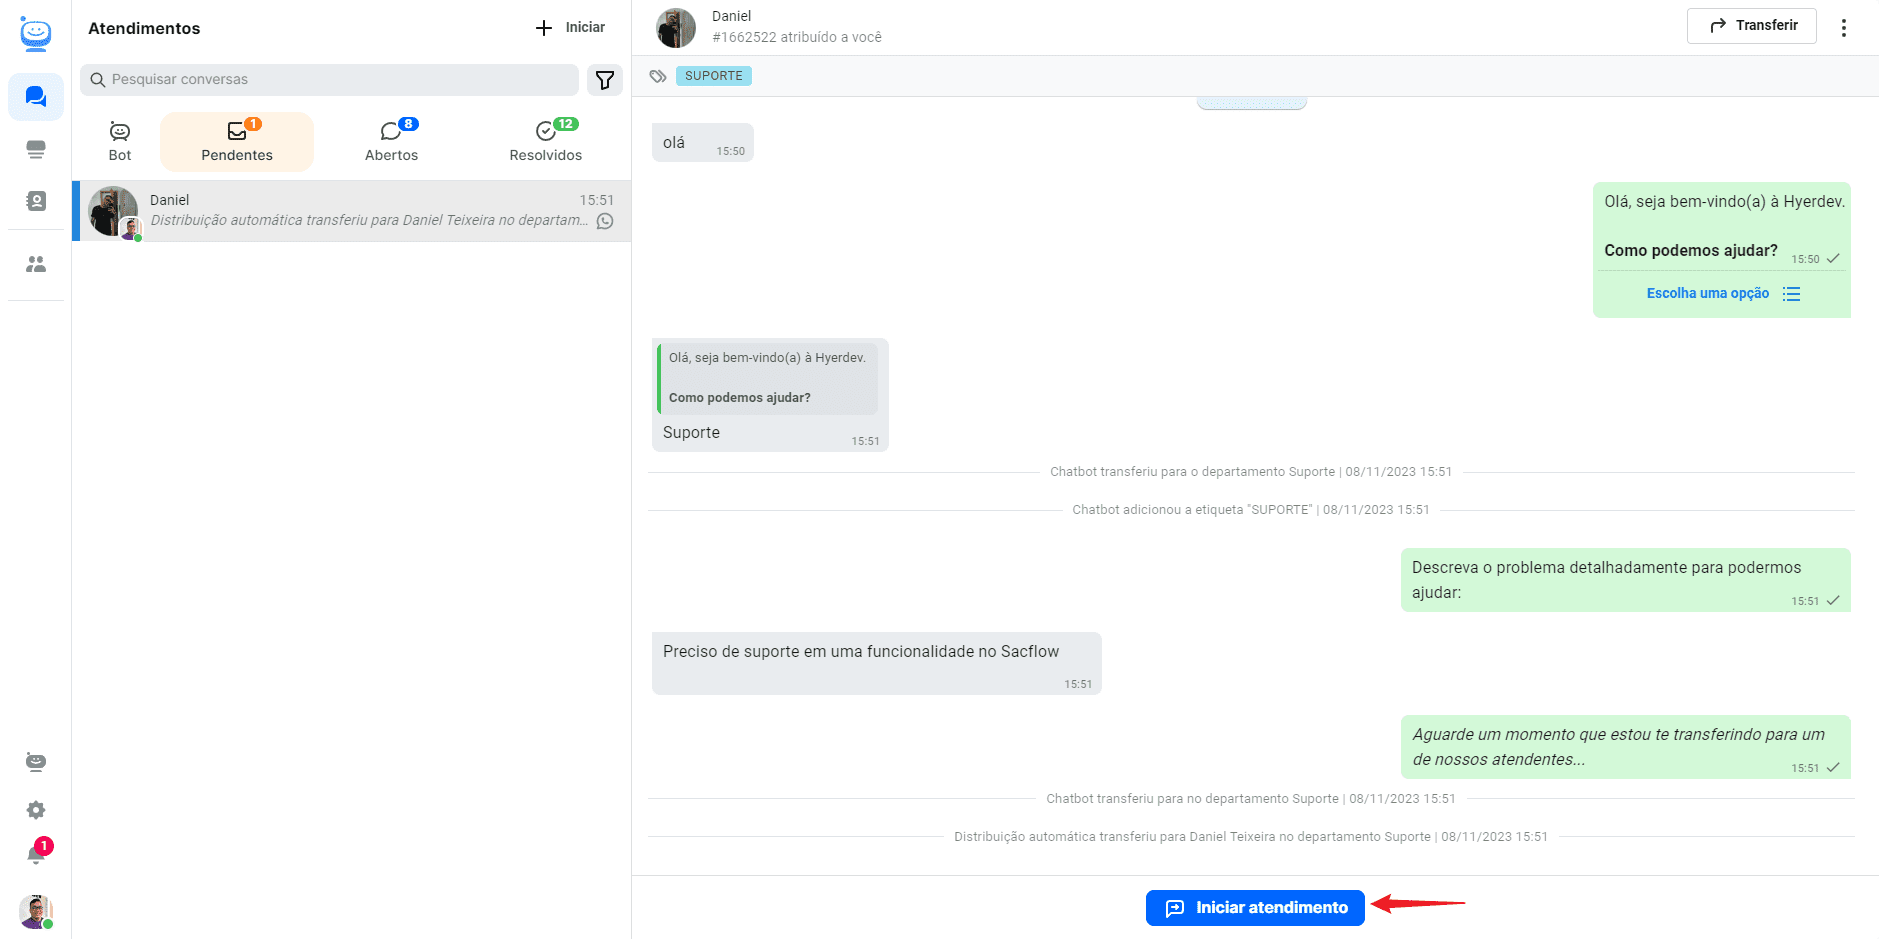 Atendimentos
Iniciar
Pesquisar conversas
Bot
1
Pendentes
8
Abertos
12
Resolvidos
Daniel
15:51
Distribuição automática transferiu para Daniel Teixeira no departam...
1
Daniel
#1662522 atribuído a você
Transferir
SUPORTE
olá
15:50
Olá, seja bem-vindo(a) à Hyerdev.
Como podemos ajudar?
15:50
Escolha uma opção
Olá, seja bem-vindo(a) à Hyerdev.
Como podemos ajudar?
Suporte
15:51
Chatbot transferiu para o departamento Suporte | 08/11/2023 15:51
Chatbot adicionou a etiqueta "SUPORTE" | 08/11/2023 15:51
Descreva o problema detalhadamente para podermos
ajudar:
15:51
Preciso de suporte em uma funcionalidade no Sacflow
15:51
Aguarde um momento que estou te transferindo para um
de nossos atendentes...
15:51
Chatbot transferiu para no departamento Suporte | 08/11/2023 15:51
Distribuição automática transferiu para Daniel Teixeira no departamento Suporte | 08/11/2023 15:51
Iniciar atendimento